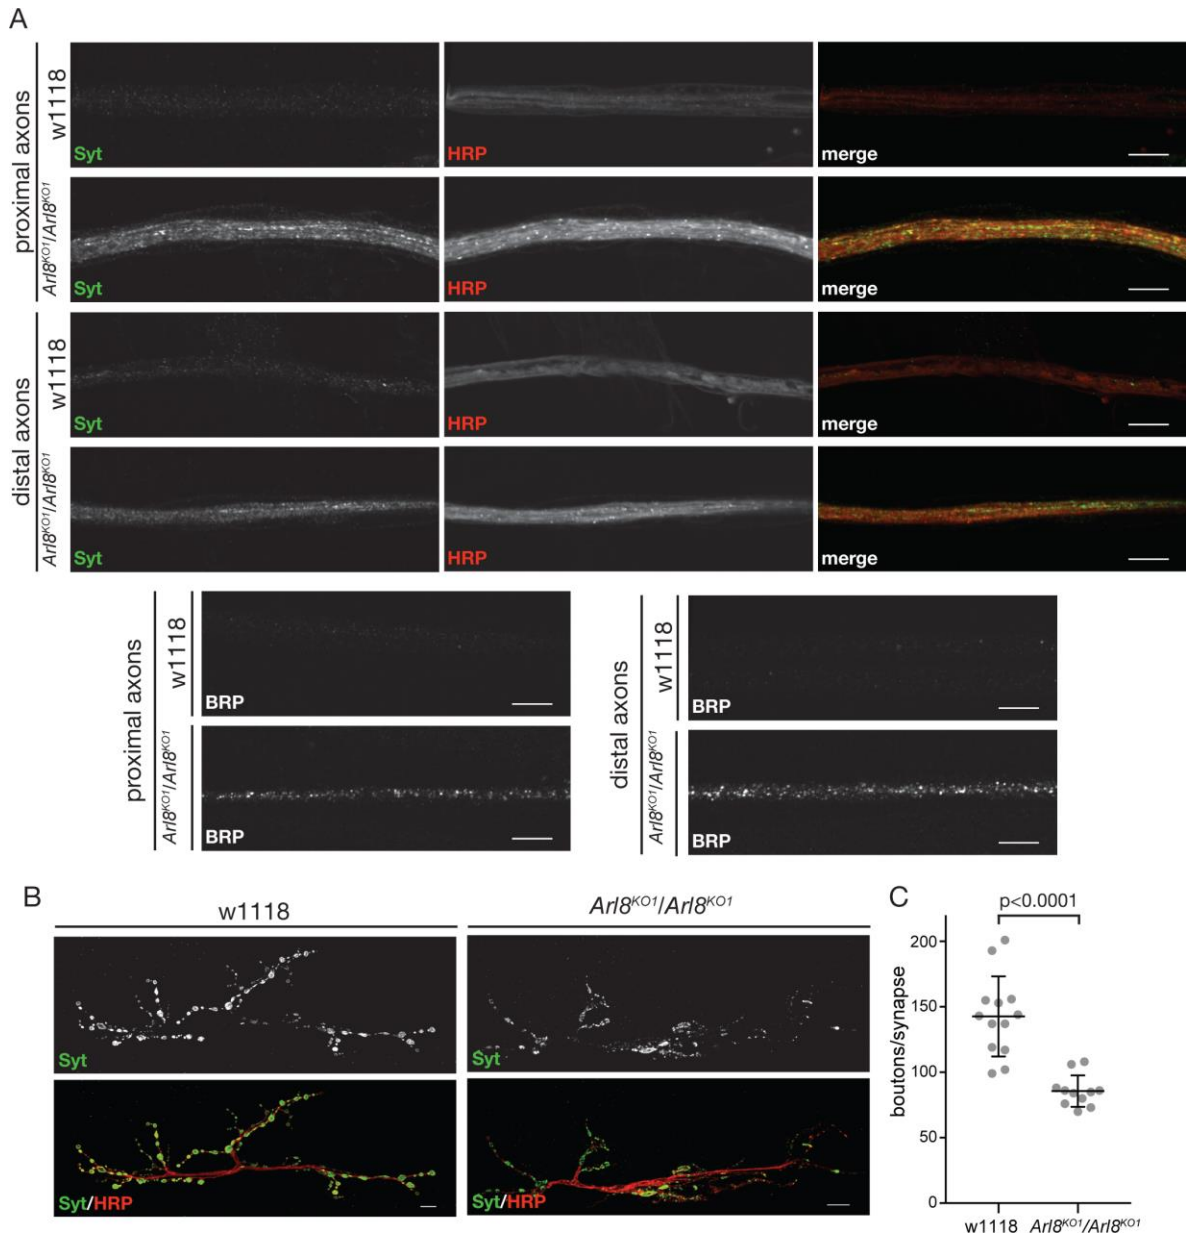 A
proximal axons
w1118
Syt
HRP
merge
Arl8KO1/Arl8KO1
Syt
HRP
merge
distal axons
w1118
Syt
HRP
merge
Arl8KO1/Arl8KO1
Syt
HRP
merge
proximal axons
w1118
BRP
Arl8KO1/Arl8KO1
BRP
distal axons
w1118
BRP
Arl8KO1/Arl8KO1
BRP
B
w1118
Arl8KO1/Arl8KO1
Syt
Syt
Syt/HRP
Syt/HRP
C
p<0.0001
boutons/synapse
200
150
100
50
0
w1118
Arl8KO1/Arl8KO1